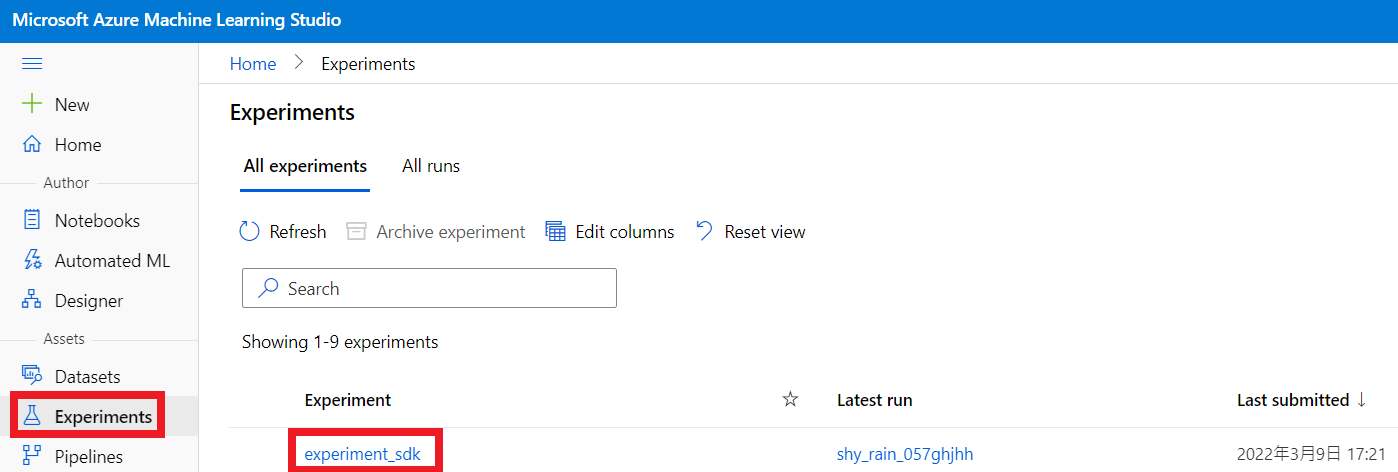 Microsoft Azure Machine Learning Studio
Home > Experiments
New
Home
Author
Notebooks
Automated ML
Designer
Assets
Datasets
Experiments
Pipelines
Experiments
All experiments All runs
Refresh Archive experiment Edit columns Reset view
Search
Showing 1-9 experiments
Experiment Latest run Last submitted ↓
experiment_sdk shy_rain_057ghjhh 2022年3月9日 17:21